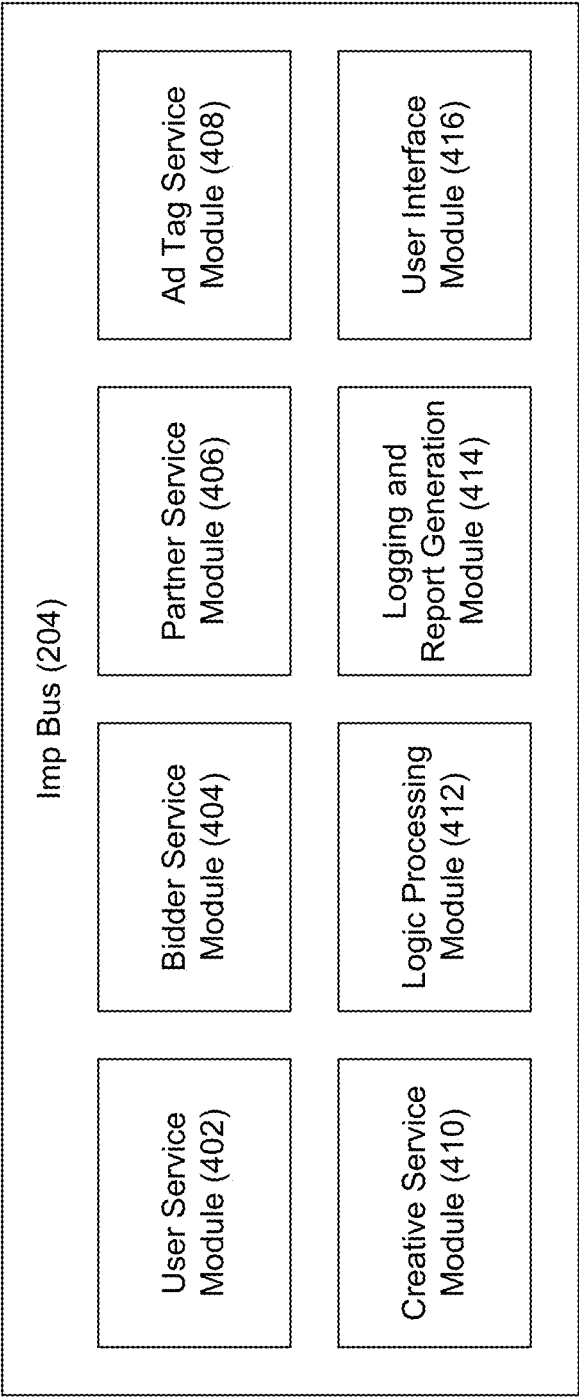 Imp Bus (204)
User Service
Module (402)
Bidder Service
Module (404)
Partner Service
Module (406)
Ad Tag Service
Module (408)
Creative Service
Module (410)
Logic Processing
Module (412)
Logging and
Report Generation
Module (414)
User Interface
Module (416)